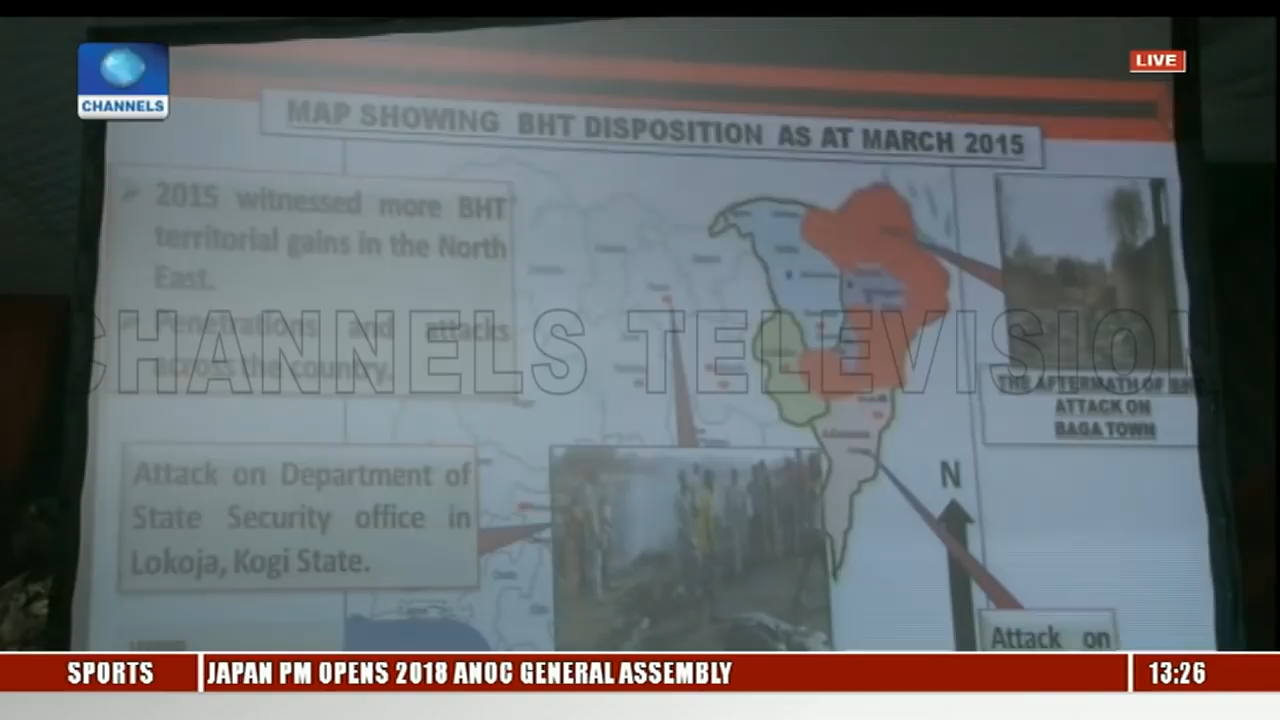 CHANNELS
LIVE
MAP SHOWING BHT DISPOSITION AS AT MARCH 2015
2015 witnessed more BHT
territorial gains in the North
East.
Penetrations and attacks
across the country.
CHANNELS TELEVISION
THE AFTERMATH OF BHT
ATTACK ON
BAGA TOWN
Attack on Department of
State Security office in
Lokoja, Kogi State.
N
Attack on
SPORTS
JAPAN PM OPENS 2018 ANOC GENERAL ASSEMBLY
13:26